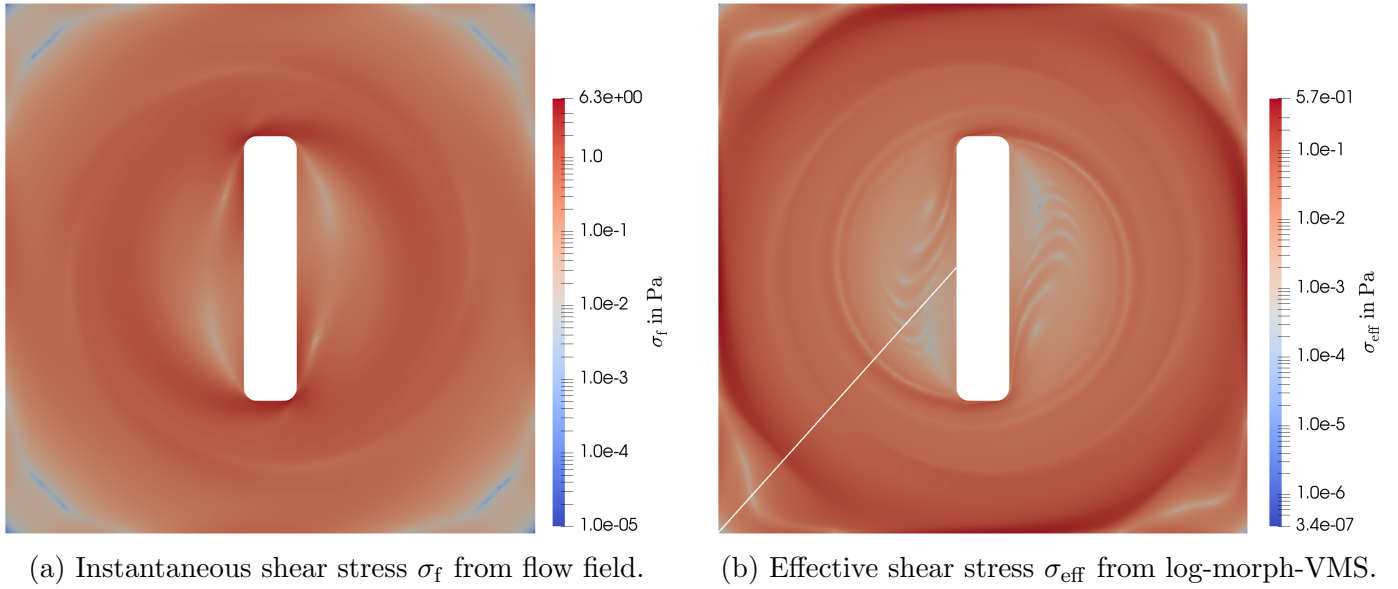 6.3e+00
1.0
1.0e-1
1.0e-2
1.0e-3
1.0e-4
1.0e-05
σf in Pa
5.7e-01
1.0e-1
1.0e-2
1.0e-3
1.0e-4
1.0e-5
1.0e-6
3.4e-07
σeff in Pa
(a) Instantaneous shear stress σf from flow field.
(b) Effective shear stress σeff from log-morph-VMS.